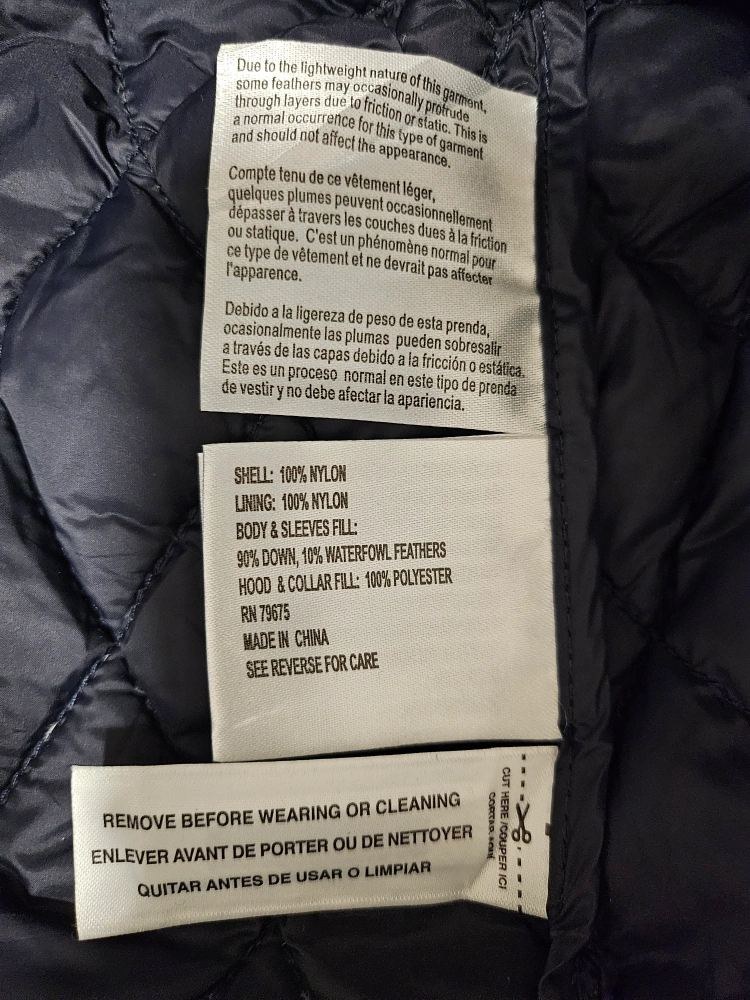 Due to the lightweight nature of this garment,
some feathers may occasionally protrude
through layers due to friction or static. This is
a normal occurrence for this type of garment
and should not affect the appearance.
Compte tenu de ce vêtement léger,
quelques plumes peuvent occasionnellement
dépasser à travers les couches dues à la friction
ou statique. C'est un phénomène normal pour
ce type de vêtement et ne devrait pas affecter
l'apparence.
Debido a la ligereza de peso de esta prenda,
ocasionalmente las plumas pueden sobresalir
a través de las capas debido a la fricción o estática.
Este es un proceso normal en este tipo de prenda
de vestir y no debe afectar la apariencia.
SHELL: 100% NYLON
LINING: 100% NYLON
BODY & SLEEVES FILL:
90% DOWN, 10% WATERFOWL FEATHERS
HOOD & COLLAR FILL: 100% POLYESTER
RN 79675
MADE IN CHINA
SEE REVERSE FOR CARE
REMOVE BEFORE WEARING OR CLEANING
ENLEVER AVANT DE PORTER OU DE NETTOYER
QUITAR ANTES DE USAR O LIMPIAR
CUT HERE /COUPER ICI